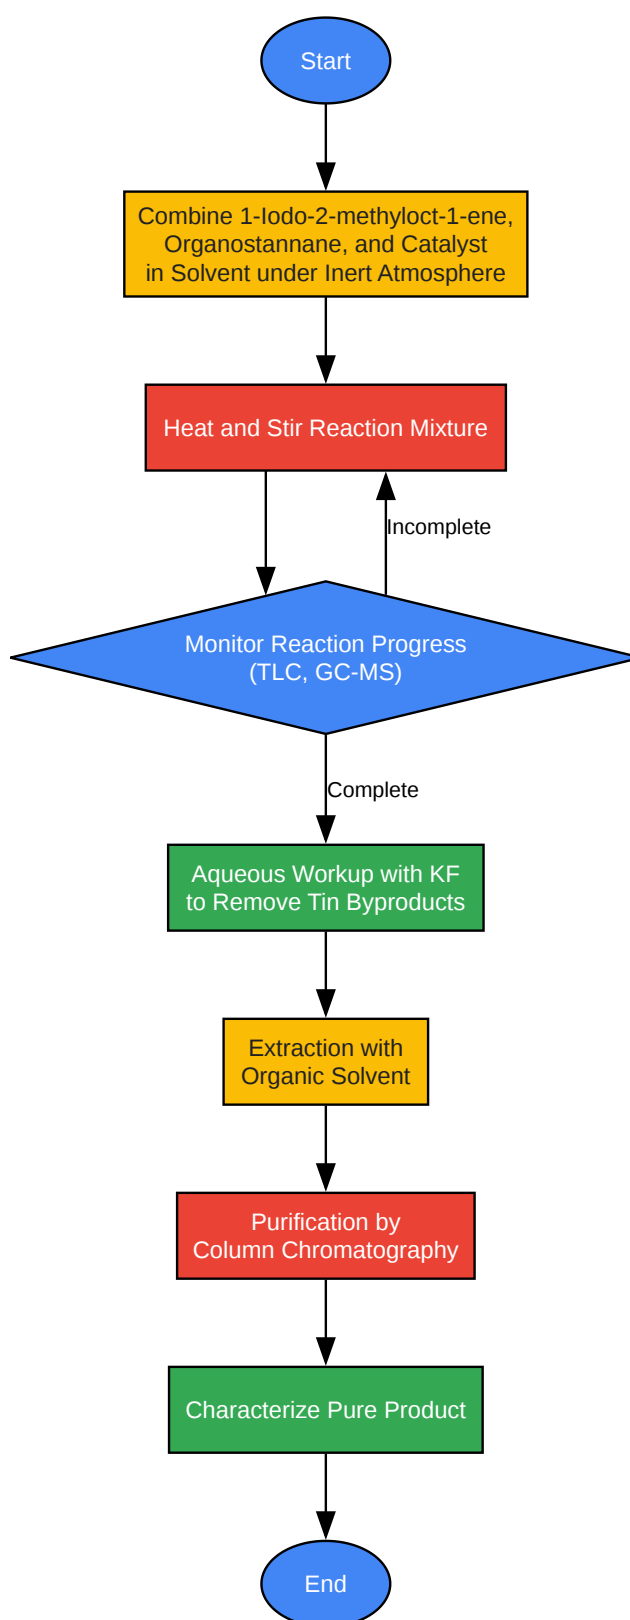 Start
Combine 1-Iodo-2-methyloct-1-ene,
Organostannane, and Catalyst
in Solvent under Inert Atmosphere
Heat and Stir Reaction Mixture
Incomplete
Monitor Reaction Progress
(TLC, GC-MS)
Complete
Aqueous Workup with KF
to Remove Tin Byproducts
Extraction with
Organic Solvent
Purification by
Column Chromatography
Characterize Pure Product
End